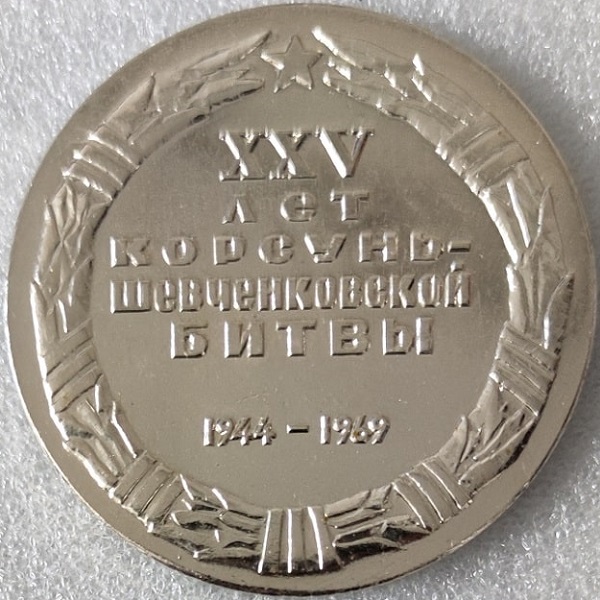 XXV
ЛЕТ
КОРСУНЬ-
ШЕВЧЕНКОВСКОЙ
БИТВЫ
1944 - 1969